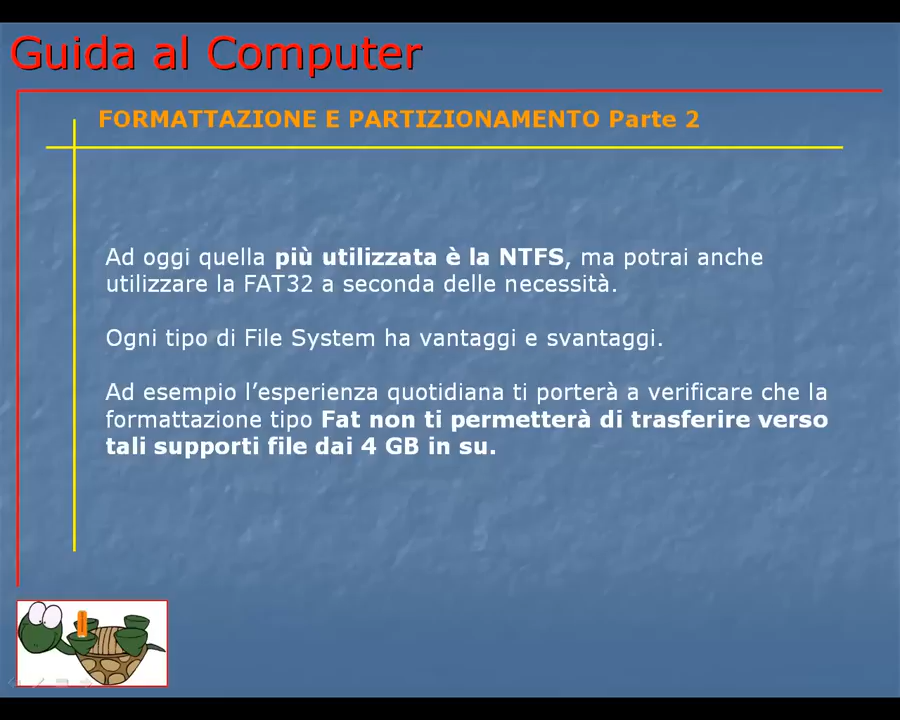 Guida al Computer
FORMATTAZIONE E PARTIZIONAMENTO Parte 2
Ad oggi quella più utilizzata è la NTFS, ma potrai anche
utilizzare la FAT32 a seconda delle necessità.
Ogni tipo di File System ha vantaggi e svantaggi.
Ad esempio l’esperienza quotidiana ti porterà a verificare che la
formattazione tipo Fat non ti permetterà di trasferire verso
tali supporti file dai 4 GB in su.